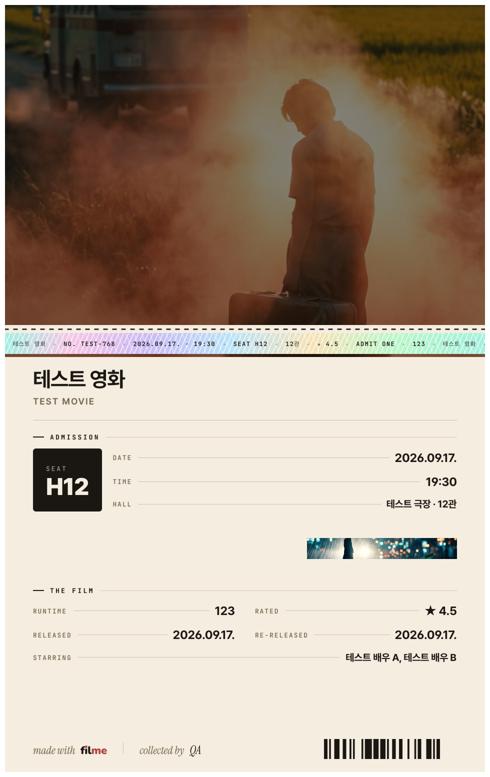 테스트 영화 NO. TEST-768 2026.09.17. · 19:30 SEAT H12 12관 ★ 4.5 ADMIT ONE 123 테스트 영화
테스트 영화
TEST MOVIE
ADMISSION
SEAT
H12
DATE 2026.09.17.
TIME 19:30
HALL 테스트 극장 · 12관
THE FILM
RUNTIME 123 RATED ★ 4.5
RELEASED 2026.09.17. RE-RELEASED 2026.09.17.
STARRING 테스트 배우 A, 테스트 배우 B
made with filme collected by QA